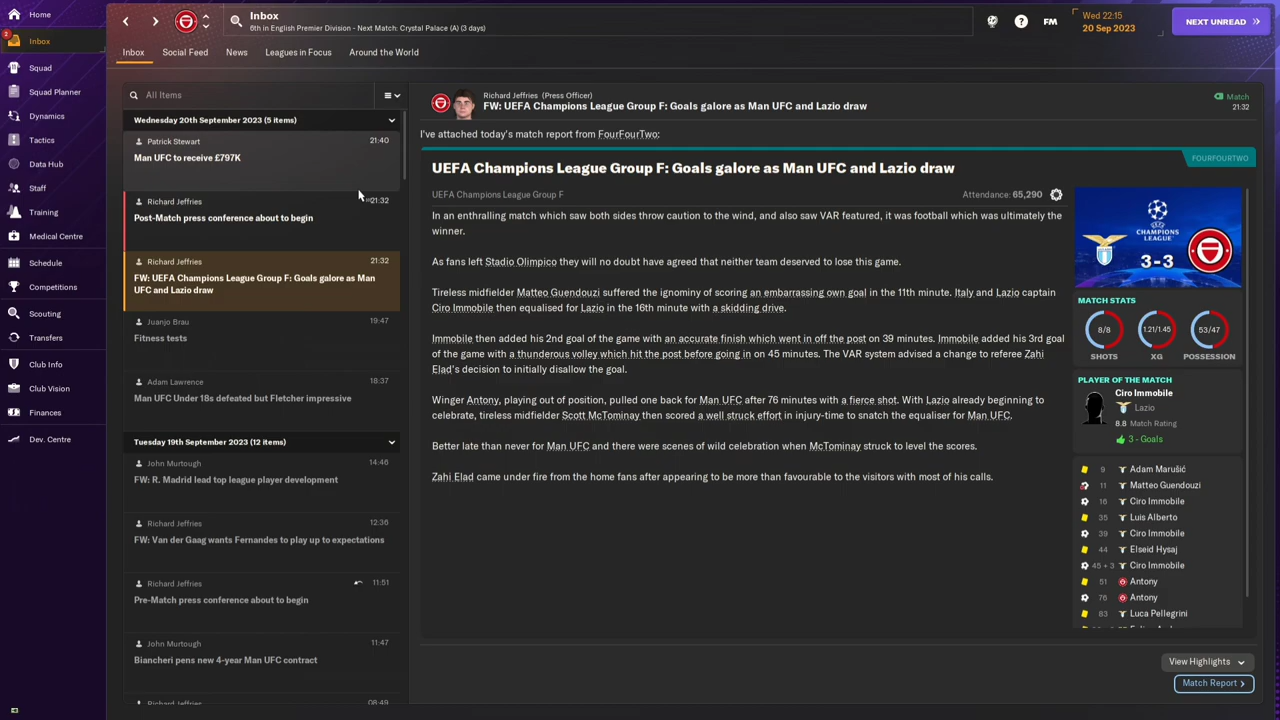 Home
2
Inbox
Squad
Squad Planner
Dynamics
Tactics
Data Hub
Staff
Training
Medical Centre
Schedule
Competitions
Scouting
Transfers
Club Info
Club Vision
Finances
Dev. Centre
Inbox
6th in English Premier Division - Next Match: Crystal Palace (A) (3 days)
FM
Wed 22:15
20 Sep 2023
NEXT UNREAD
Inbox Social Feed News Leagues in Focus Around the World
All Items
Wednesday 20th September 2023 (5 items)
Patrick Stewart 21:40
Man UFC to receive £797K
Richard Jeffries 21:32
Post-Match press conference about to begin
Richard Jeffries 21:32
FW: UEFA Champions League Group F: Goals galore as Man
UFC and Lazio draw
Juanjo Brau 19:47
Fitness tests
Adam Lawrence 18:37
Man UFC Under 18s defeated but Fletcher impressive
Tuesday 19th September 2023 (12 items)
John Murtough 14:46
FW: R. Madrid lead top league player development
Richard Jeffries 12:36
FW: Van der Gaag wants Fernandes to play up to expectations
Richard Jeffries 11:51
Pre-Match press conference about to begin
John Murtough 11:47
Biancheri pens new 4-year Man UFC contract
Richard Jeffries 08:49
Richard Jeffries (Press Officer)
FW: UEFA Champions League Group F: Goals galore as Man UFC and Lazio draw
Match
21:32
I've attached today's match report from FourFourTwo:
FOURFOURTWO
UEFA Champions League Group F: Goals galore as Man UFC and Lazio draw
UEFA Champions League Group F Attendance: 65,290
In an enthralling match which saw both sides throw caution to the wind, and also saw VAR featured, it was football which was ultimately the
winner.
As fans left Stadio Olimpico they will no doubt have agreed that neither team deserved to lose this game.
Tireless midfielder Matteo Guendouzi suffered the ignominy of scoring an embarrassing own goal in the 11th minute. Italy and Lazio captain
Ciro Immobile then equalised for Lazio in the 16th minute with a skidding drive.
Immobile then added his 2nd goal of the game with an accurate finish which went in off the post on 39 minutes. Immobile added his 3rd goal
of the game with a thunderous volley which hit the post before going in on 45 minutes. The VAR system advised a change to referee Zahi
Elad's decision to initially disallow the goal.
Winger Antony, playing out of position, pulled one back for Man UFC after 76 minutes with a fierce shot. With Lazio already beginning to
celebrate, tireless midfielder Scott McTominay then scored a well struck effort in injury-time to snatch the equaliser for Man UFC.
Better late than never for Man UFC and there were scenes of wild celebration when McTominay struck to level the scores.
Zahi Elad came under fire from the home fans after appearing to be more than favourable to the visitors with most of his calls.
CHAMPIONS
LEAGUE
3 - 3
MATCH STATS
8/8 1.21/1.45 53/47
SHOTS XG POSSESSION
PLAYER OF THE MATCH
Ciro Immobile
Lazio
8.8 Match Rating
3 - Goals
9 Adam Marušić
11 Matteo Guendouzi
16 Ciro Immobile
35 Luis Alberto
39 Ciro Immobile
44 Elseid Hysaj
45 + 3 Ciro Immobile
51 Antony
76 Antony
83 Luca Pellegrini
View Highlights
Match Report